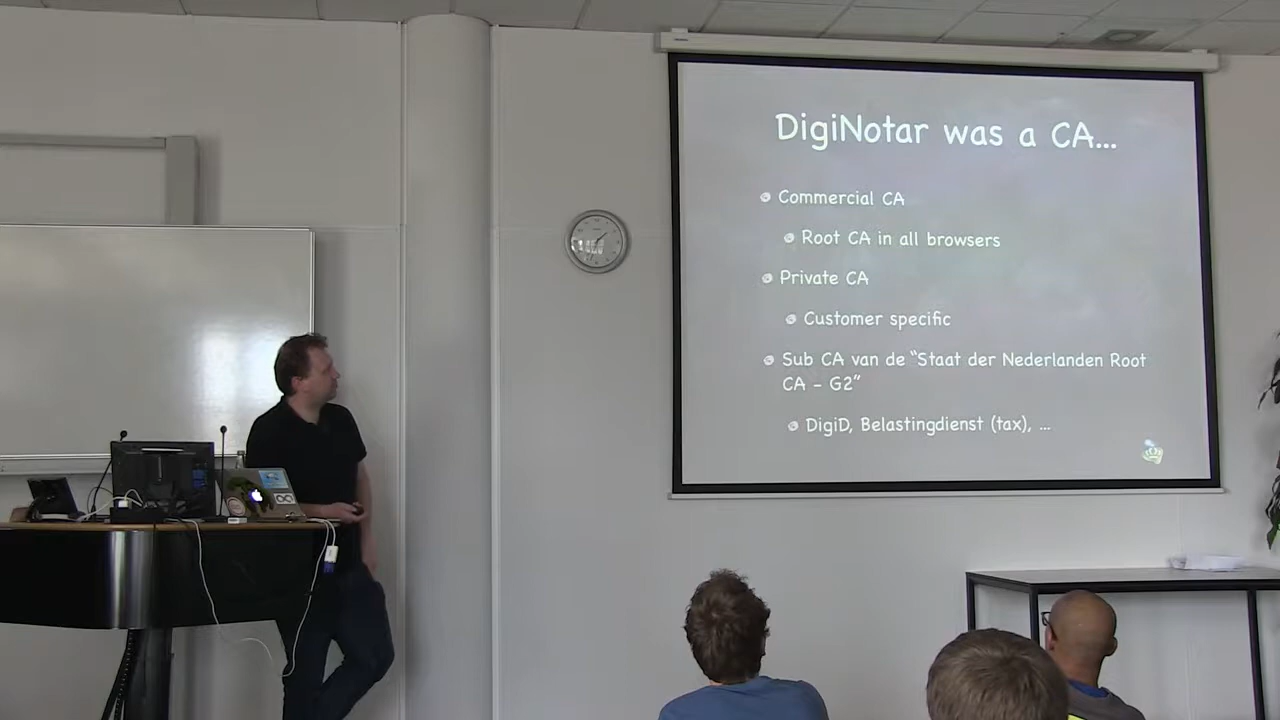 DigiNotar was a CA...
Commercial CA
Root CA in all browsers
Private CA
Customer specific
Sub CA van de “Staat der Nederlanden Root
CA - G2”
DigiD, Belastingdienst (tax), ...